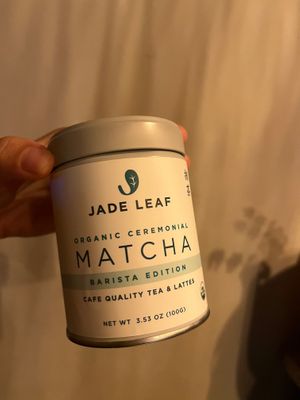 JADE LEAF
ORGANIC CEREMONIAL
MATCHA
BARISTA EDITION
CAFE QUALITY TEA & LATTES
NET WT 3.53 OZ (100G)